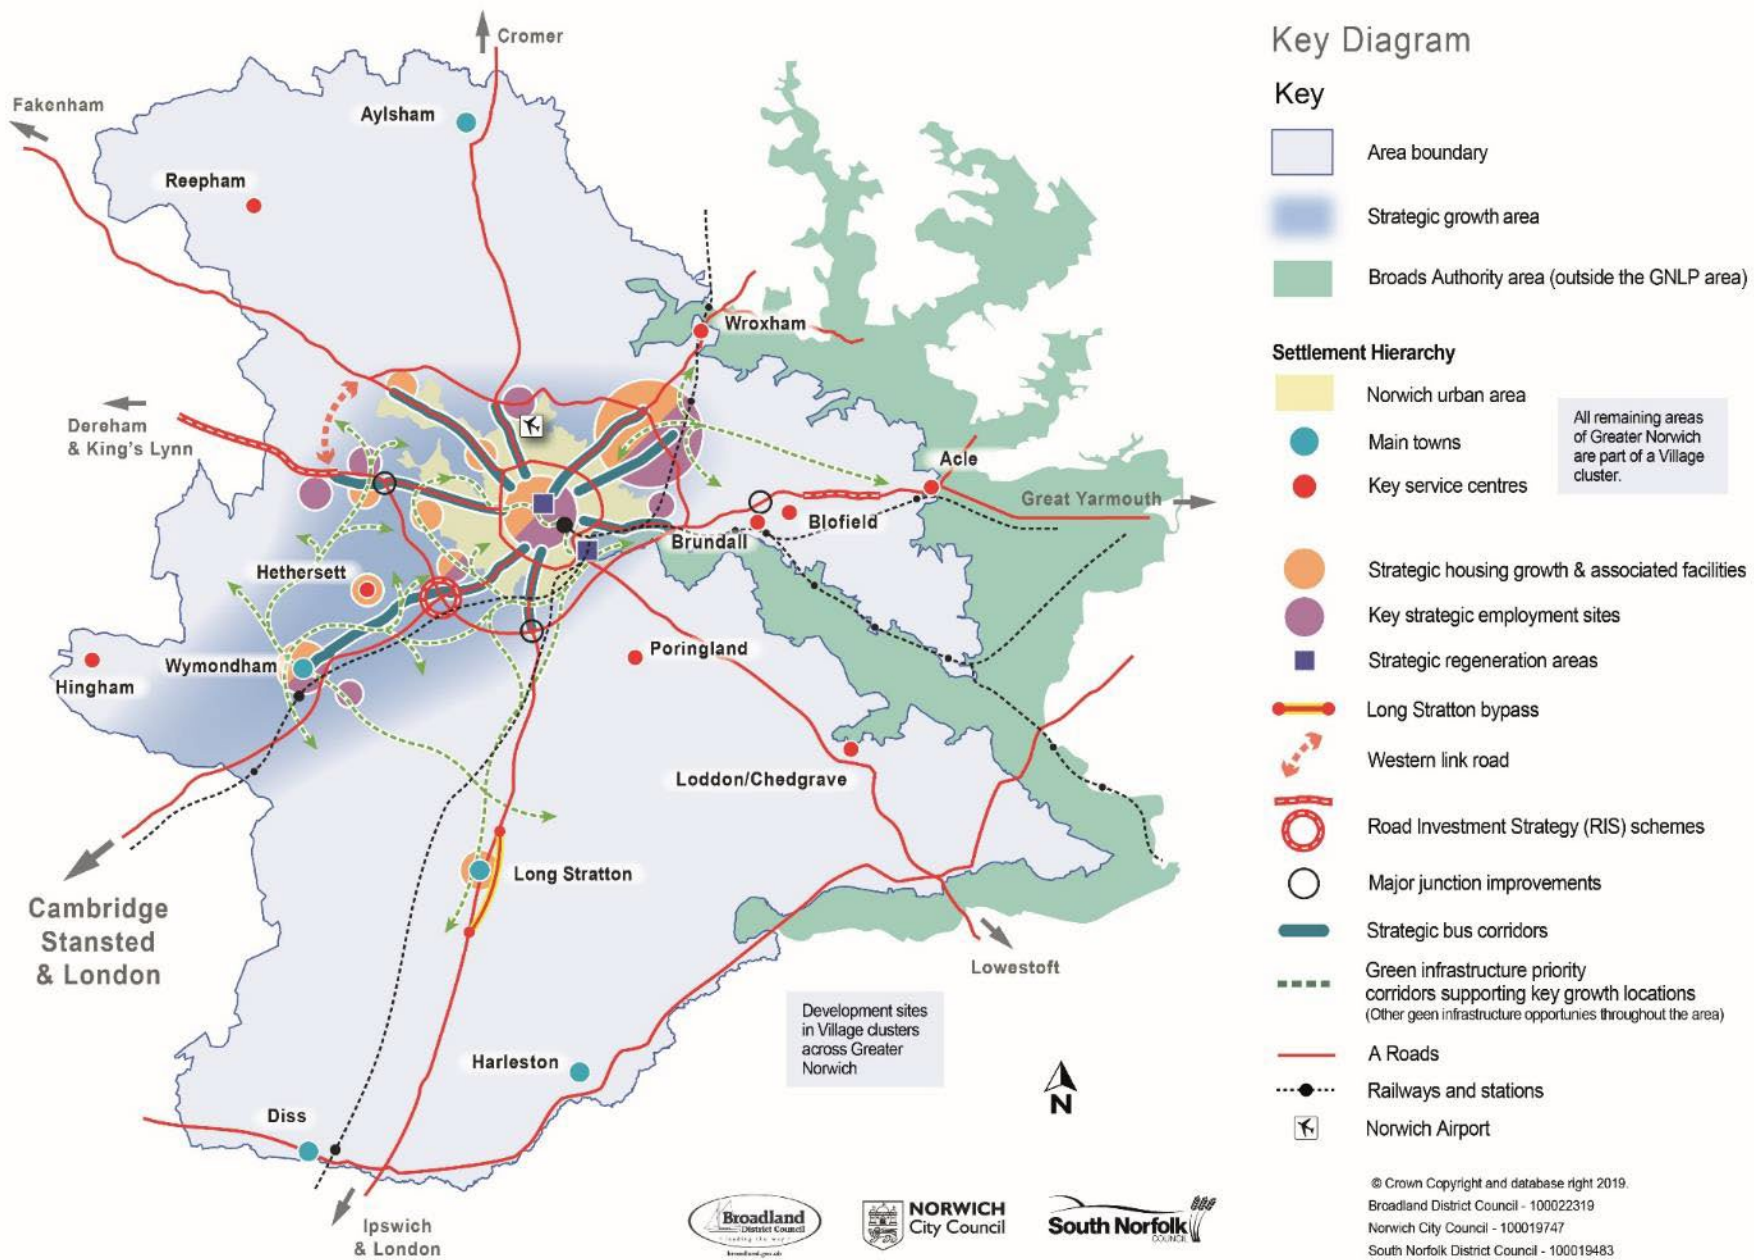 Key Diagram
Key
Area boundary
Strategic growth area
Broads Authority area (outside the GNLP area)
Settlement Hierarchy
Norwich urban area
Main towns
Key service centres
All remaining areas
of Greater Norwich
are part of a Village
cluster.
Strategic housing growth & associated facilities
Key strategic employment sites
Strategic regeneration areas
Long Stratton bypass
Western link road
Road Investment Strategy (RIS) schemes
Major junction improvements
Strategic bus corridors
Green infrastructure priority
corridors supporting key growth locations
(Other geen infrastructure opportunies throughout the area)
A Roads
Railways and stations
Norwich Airport
© Crown Copyright and database right 2019.
Broadland District Council - 100022319
Norwich City Council - 100019747
South Norfolk District Council - 100019483
Cromer
Fakenham
Aylsham
Reepham
Wroxham
Dereham
& King's Lynn
Acle
Great Yarmouth
Blofield
Brundall
Hethersett
Poringland
Wymondham
Hingham
Loddon/Chedgrave
Long Stratton
Cambridge
Stansted
& London
Lowestoft
Development sites
in Village clusters
across Greater
Norwich
Harleston
N
Diss
Ipswich
& London
Broadland
District Council
NORWICH
City Council
South Norfolk
COUNCIL